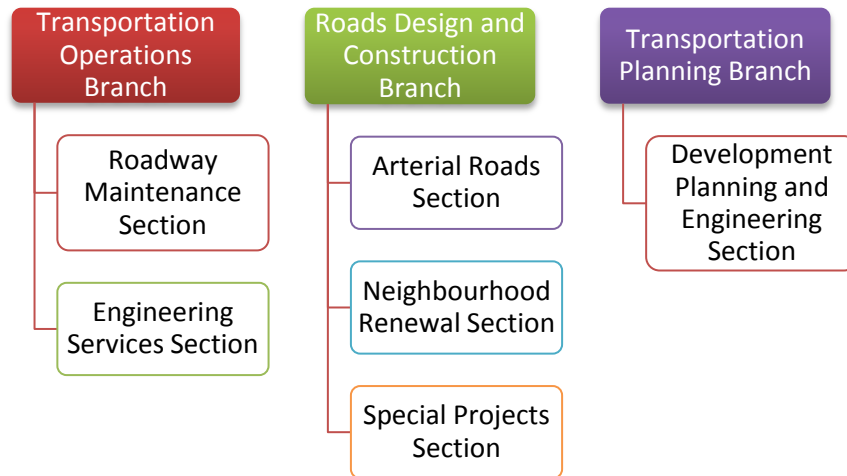 Transportation
Operations
Branch
Roadway
Maintenance
Section
Engineering
Services Section
Roads Design and
Construction
Branch
Arterial Roads
Section
Neighbourhood
Renewal Section
Special Projects
Section
Transportation
Planning Branch
Development
Planning and
Engineering
Section